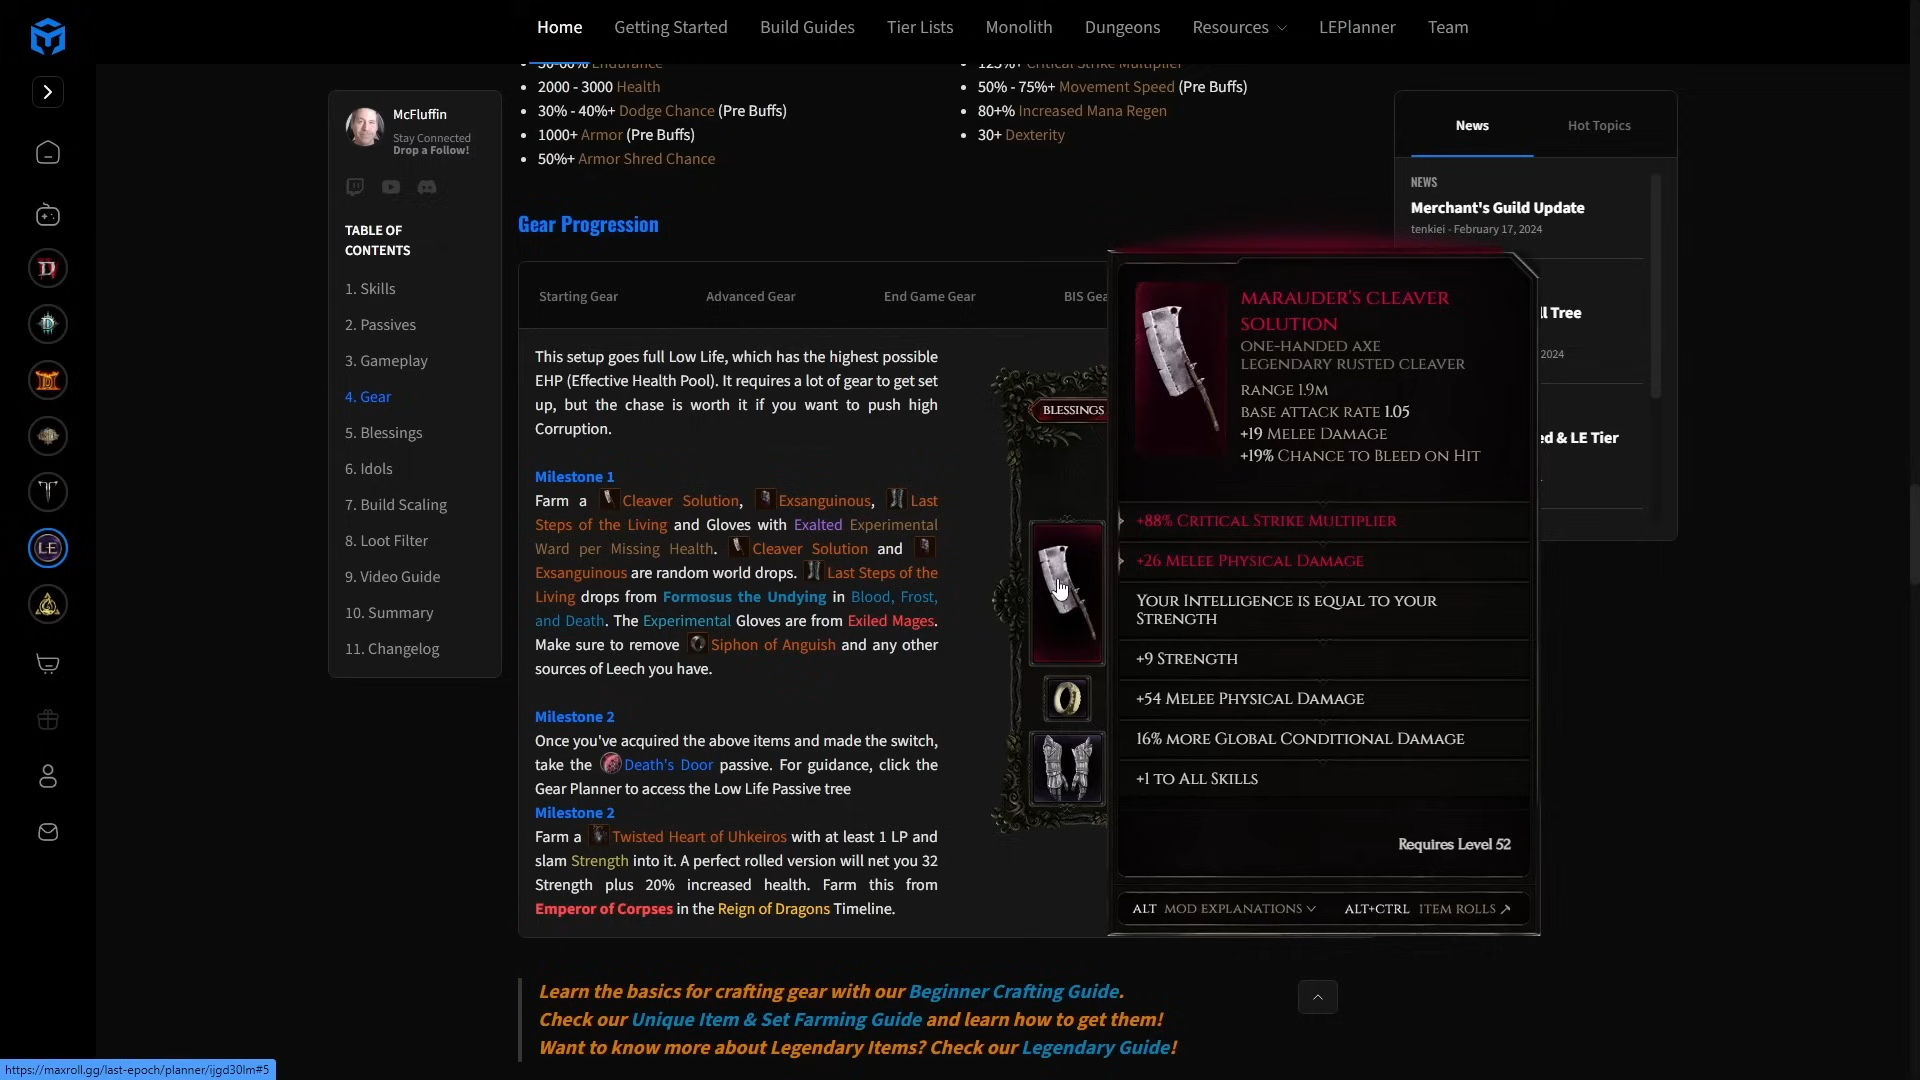 Home
Getting Started
Build Guides
Tier Lists
Monolith
Dungeons
Resources
LEPlanner
Team
McFluffin
Stay Connected
Drop a Follow!
TABLE OF
CONTENTS
1. Skills
2. Passives
3. Gameplay
4. Gear
5. Blessings
6. Idols
7. Build Scaling
8. Loot Filter
9. Video Guide
10. Summary
11. Changelog
LE
Endurance
2000 - 3000 Health
30% - 40%+ Dodge Chance (Pre Buffs)
1000+ Armor (Pre Buffs)
50%+ Armor Shred Chance
Critical Strike Multiplier
50% - 75%+ Movement Speed (Pre Buffs)
80+% Increased Mana Regen
30+ Dexterity
Gear Progression
Starting Gear
Advanced Gear
End Game Gear
BIS Gea
This setup goes full Low Life, which has the highest possible
EHP (Effective Health Pool). It requires a lot of gear to get set
up, but the chase is worth it if you want to push high
Corruption.
Milestone 1
Farm a Cleaver Solution, Exsanguinous, Last
Steps of the Living and Gloves with Exalted Experimental
Ward per Missing Health. Cleaver Solution and
Exsanguinous are random world drops. Last Steps of the
Living drops from Formosus the Undying in Blood, Frost,
and Death. The Experimental Gloves are from Exiled Mages.
Make sure to remove Siphon of Anguish and any other
sources of Leech you have.
Milestone 2
Once you've acquired the above items and made the switch,
take the Death's Door passive. For guidance, click the
Gear Planner to access the Low Life Passive tree
Milestone 2
Farm a Twisted Heart of Uhkeiros with at least 1 LP and
slam Strength into it. A perfect rolled version will net you 32
Strength plus 20% increased health. Farm this from
Emperor of Corpses in the Reign of Dragons Timeline.
BLESSINGS
MARAUDER'S CLEAVER
SOLUTION
ONE-HANDED AXE
LEGENDARY RUSTED CLEAVER
RANGE 1.9M
BASE ATTACK RATE 1.05
+19 MELEE DAMAGE
+19% CHANCE TO BLEED ON HIT
+88% CRITICAL STRIKE MULTIPLIER
+26 MELEE PHYSICAL DAMAGE
YOUR INTELLIGENCE IS EQUAL TO YOUR
STRENGTH
+9 STRENGTH
+54 MELEE PHYSICAL DAMAGE
16% MORE GLOBAL CONDITIONAL DAMAGE
+1 TO ALL SKILLS
Requires Level 52
ALT MOD EXPLANATIONS
ALT+CTRL ITEM ROLLS
News
Hot Topics
NEWS
Merchant's Guild Update
tenkiei - February 17, 2024
ll Tree
2024
ed & LE Tier
Learn the basics for crafting gear with our Beginner Crafting Guide.
Check our Unique Item & Set Farming Guide and learn how to get them!
Want to know more about Legendary Items? Check our Legendary Guide!
https://maxroll.gg/last-epoch/planner/ijgd30lm#5